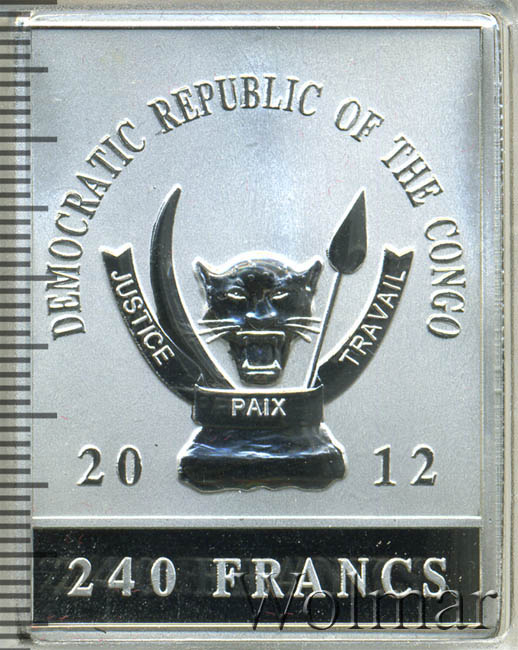 DEMOCRATIC REPUBLIC OF THE CONGO
JUSTICE
PAIX
TRAVAIL
20 12
240 FRANCS
Wolmar